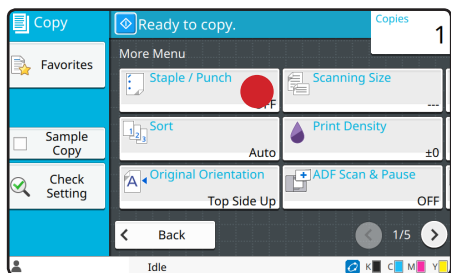 Copy
Ready to copy.
Copies
1
Favorites
Sample
Copy
Check
Setting
More Menu
Staple / Punch
Scanning Size
---
Sort
Auto
Print Density
±0
Original Orientation
Top Side Up
ADF Scan & Pause
OFF
Back
1/5
Idle
K C M Y